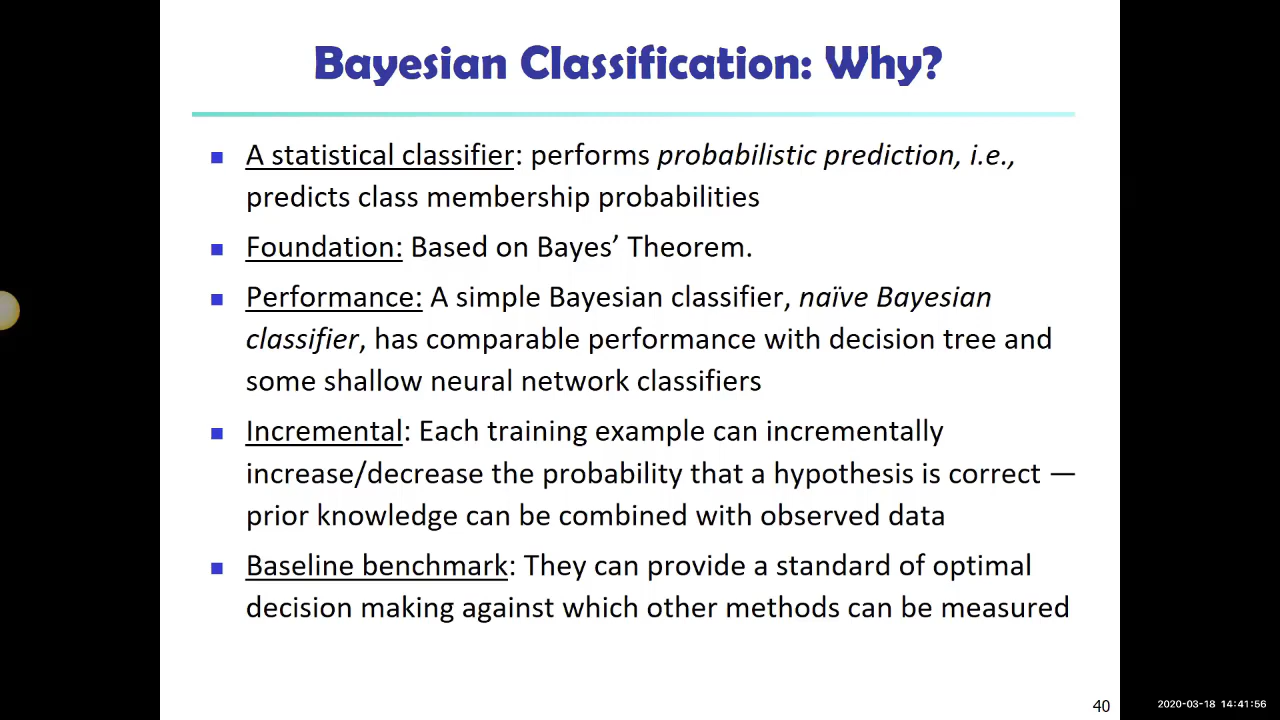 Bayesian Classification: Why?
A statistical classifier: performs probabilistic prediction, i.e.,
predicts class membership probabilities
Foundation: Based on Bayes’ Theorem.
Performance: A simple Bayesian classifier, naïve Bayesian
classifier, has comparable performance with decision tree and
some shallow neural network classifiers
Incremental: Each training example can incrementally
increase/decrease the probability that a hypothesis is correct —
prior knowledge can be combined with observed data
Baseline benchmark: They can provide a standard of optimal
decision making against which other methods can be measured
40
2020-03-18 14:41:56